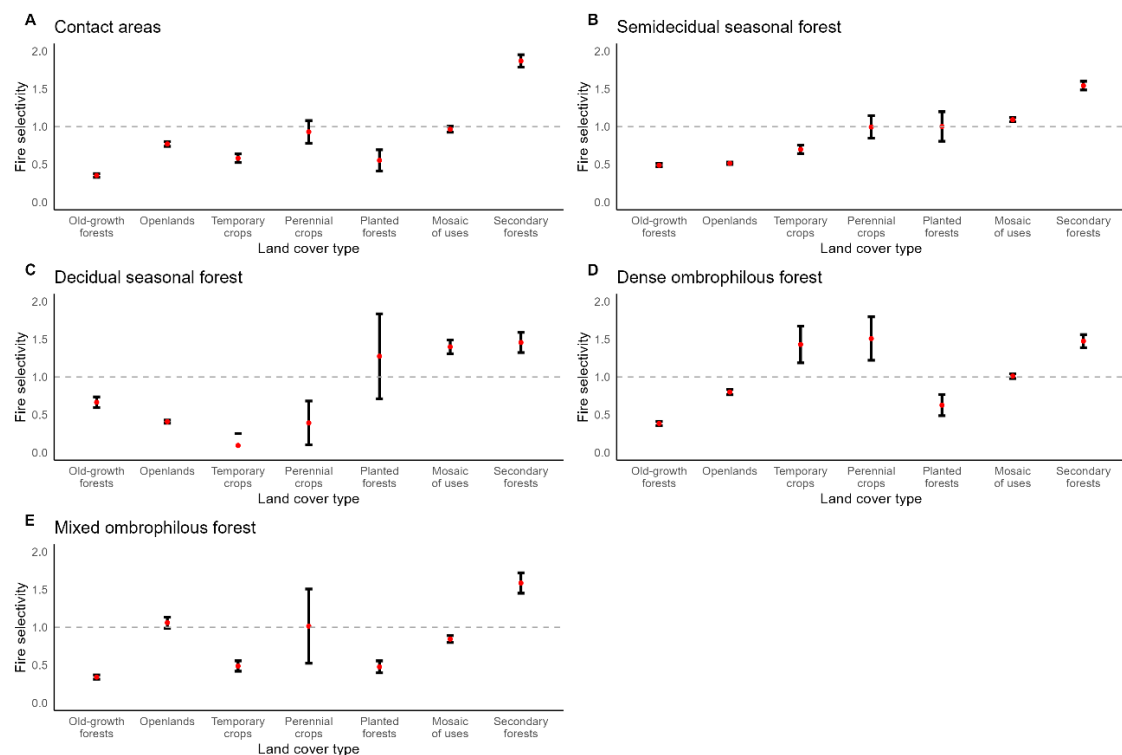 A Contact areas
Fire selectivity
2.0
1.5
1.0
0.5
0.0
Old-growth forests
Openlands
Temporary crops
Perennial crops
Planted forests
Mosaic of uses
Secondary forests
Land cover type
B Semidecidual seasonal forest
Fire selectivity
2.0
1.5
1.0
0.5
0.0
Old-growth forests
Openlands
Temporary crops
Perennial crops
Planted forests
Mosaic of uses
Secondary forests
Land cover type
C Decidual seasonal forest
Fire selectivity
2.0
1.5
1.0
0.5
0.0
Old-growth forests
Openlands
Temporary crops
Perennial crops
Planted forests
Mosaic of uses
Secondary forests
Land cover type
D Dense ombrophilous forest
Fire selectivity
2.0
1.5
1.0
0.5
0.0
Old-growth forests
Openlands
Temporary crops
Perennial crops
Planted forests
Mosaic of uses
Secondary forests
Land cover type
E Mixed ombrophilous forest
Fire selectivity
2.0
1.5
1.0
0.5
0.0
Old-growth forests
Openlands
Temporary crops
Perennial crops
Planted forests
Mosaic of uses
Secondary forests
Land cover type